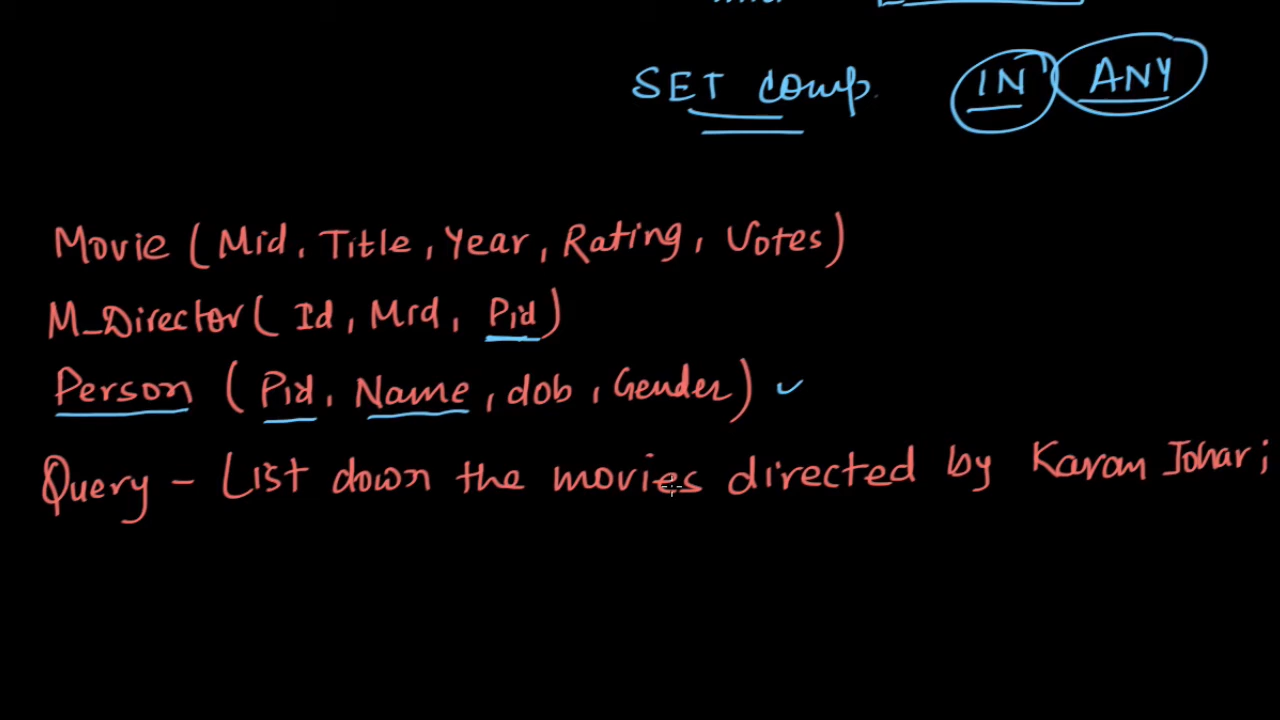 SET comp. IN ANY
Movie ( Mid, Title, Year, Rating, Votes)
M_Director( Id, Mid, Pid)
Person ( Pid, Name, dob, Gender)
Query - List down the movies directed by Karan Johar;